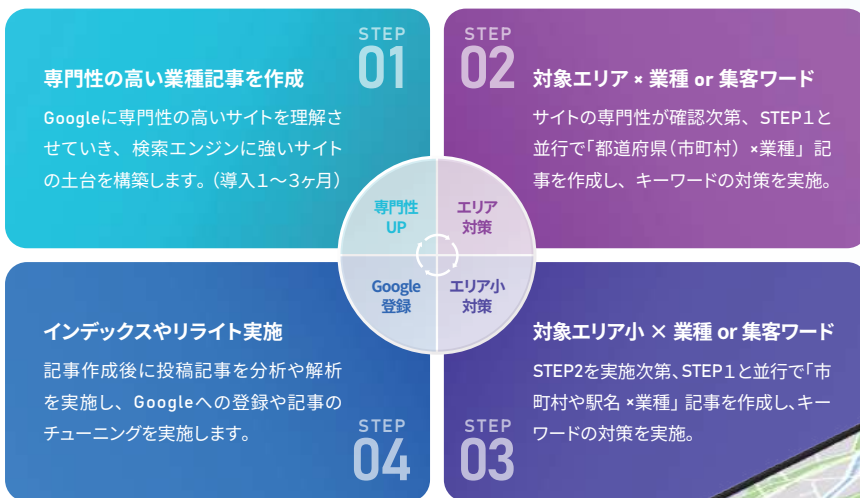 STEP
01
専門性の高い業種記事を作成
Googleに専門性の高いサイトを理解さ
せていき、検索エンジンに強いサイト
の土台を構築します。(導入1～3ヶ月)
STEP
02
対象エリア × 業種 or 集客ワード
サイトの専門性が確認次第、STEP1と
並行で「都道府県(市町村) ×業種」記
事を作成し、キーワードの対策を実施。
専門性
UP
エリア
対策
Google
登録
エリア小
対策
対象エリア小 × 業種 or 集客ワード
STEP2を実施次第、STEP1と並行で「市
町村や駅名 ×業種」記事を作成し、キー
ワードの対策を実施。
STEP
03
インデックスやリライト実施
記事作成後に投稿記事を分析や解析
を実施し、Googleへの登録や記事の
チューニングを実施します。
STEP
04